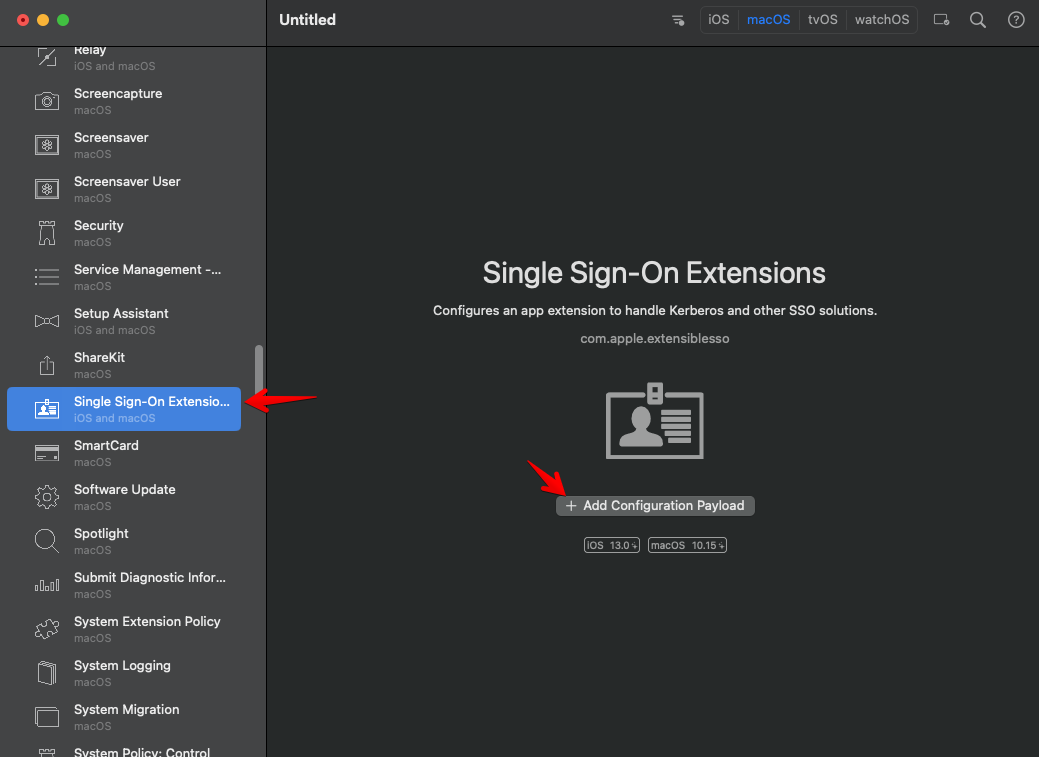 Untitled
iOS
macOS
tvOS
watchOS
Relay
iOS and macOS
Screencapture
macOS
Screensaver
macOS
Screensaver User
macOS
Security
macOS
Service Management -...
macOS
Setup Assistant
iOS and macOS
ShareKit
macOS
Single Sign-On Extensio...
iOS and macOS
SmartCard
macOS
Software Update
macOS
Spotlight
macOS
Submit Diagnostic Infor...
macOS
System Extension Policy
macOS
System Logging
macOS
System Migration
macOS
System Policy: Control
Single Sign-On Extensions
Configures an app extension to handle Kerberos and other SSO solutions.
com.apple.extensiblesso
+ Add Configuration Payload
iOS 13.0+
macOS 10.15+